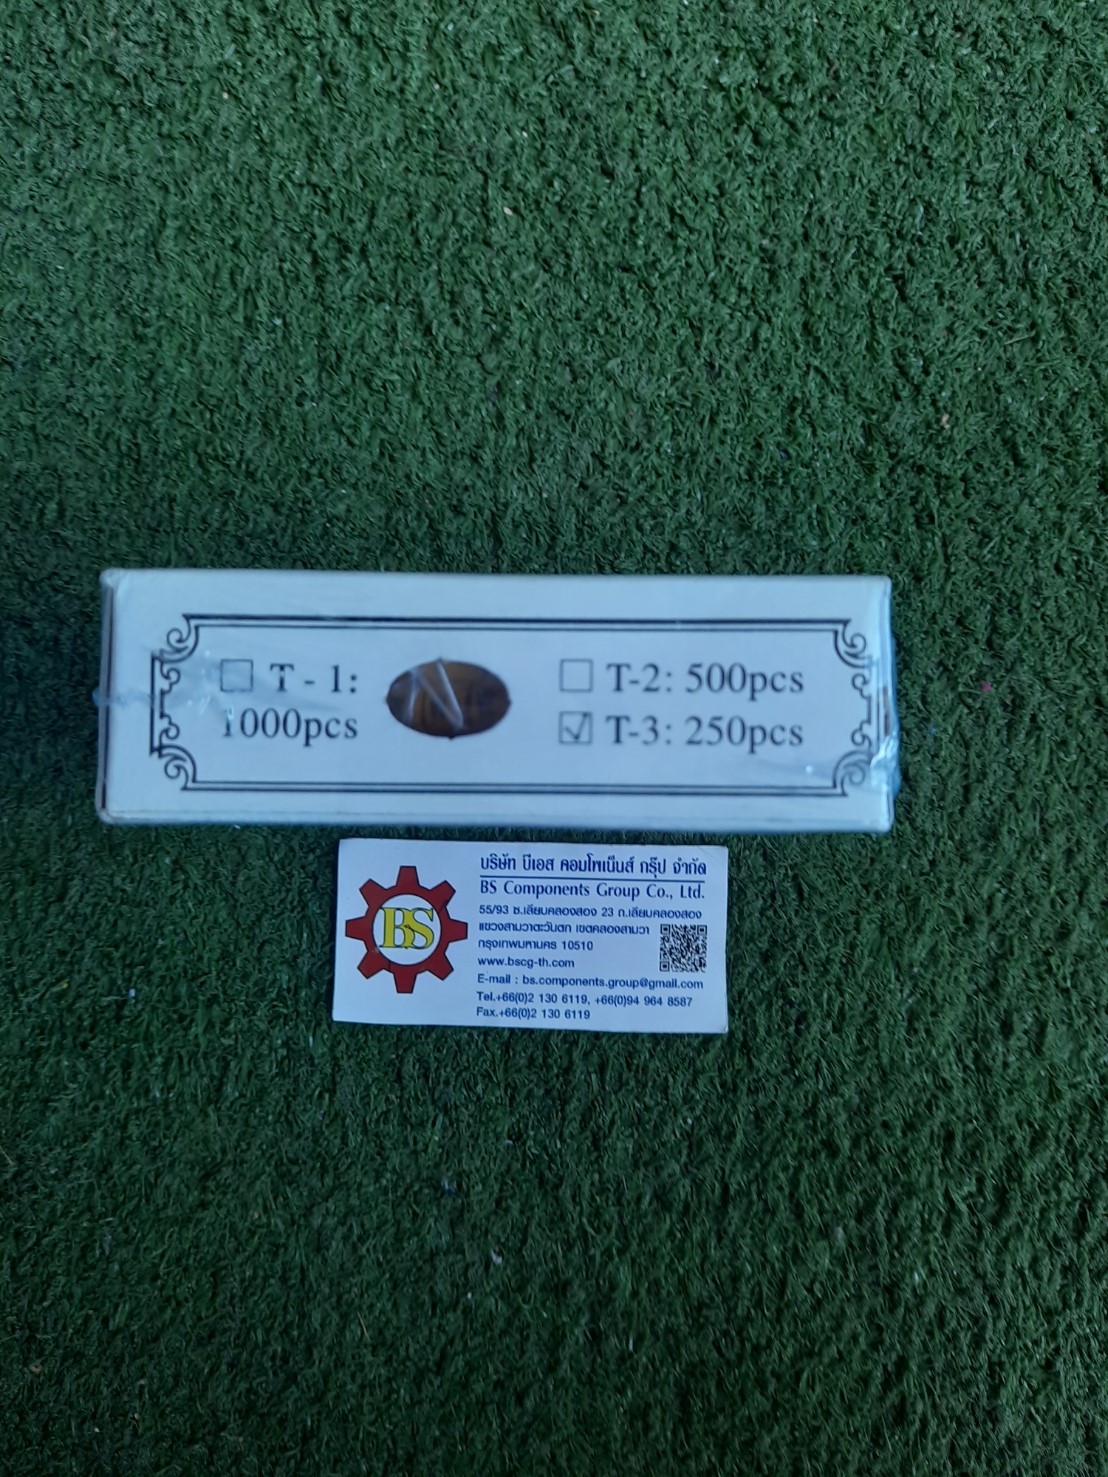 ☐ T - 1:
1000pcs
☐ T-2: 500pcs
☑ T-3: 250pcs
BS
บริษัท บีเอส คอมโพเน็นส์ กรุ๊ป จำกัด
BS Components Group Co., Ltd.
55/93 ซ.เลียบคลองสอง 23 ถ.เลียบคลองสอง
แขวงสามวาตะวันตก เขตคลองสามวา
กรุงเทพมหานคร 10510
www.bscg-th.com
E-mail : bs.components.group@gmail.com
Tel.+66(0)2 130 6119, +66(0)94 964 8587
Fax.+66(0)2 130 6119